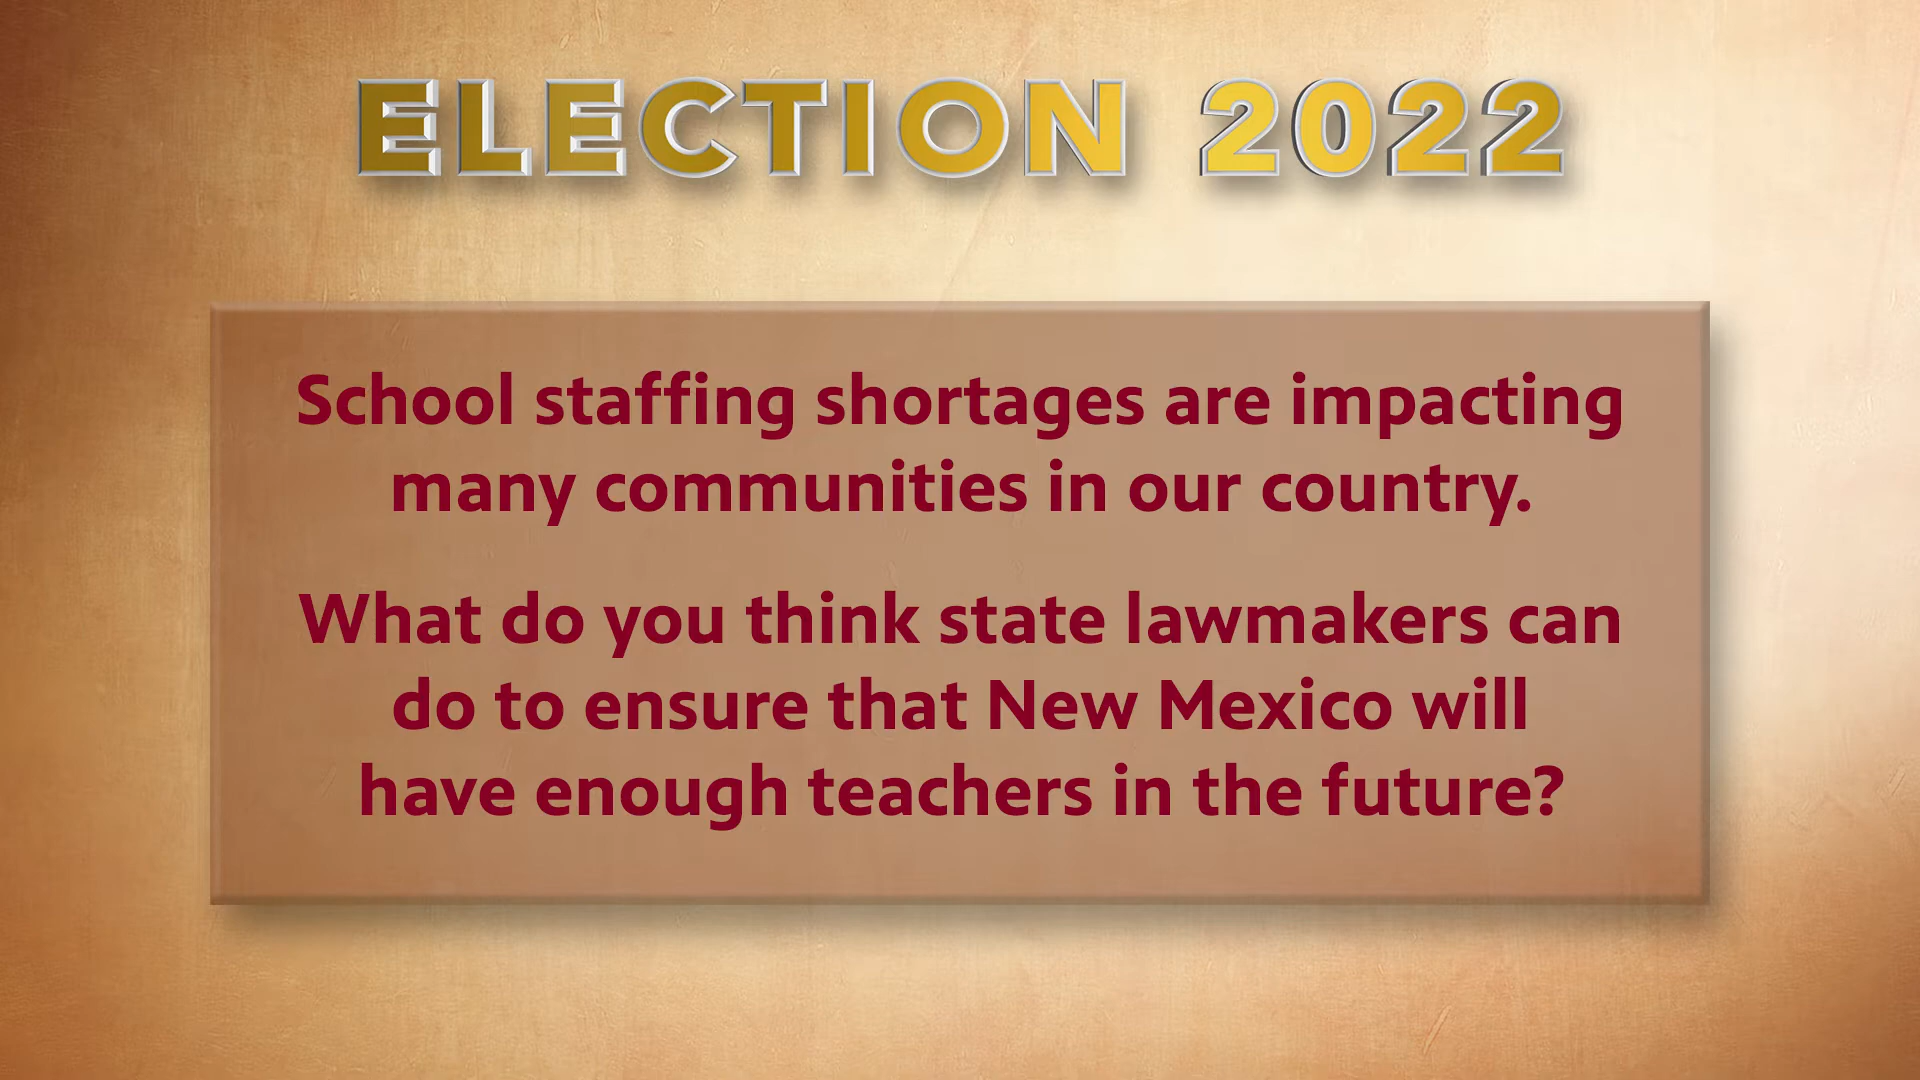 ELECTION 2022
School staffing shortages are impacting
many communities in our country.
What do you think state lawmakers can
do to ensure that New Mexico will
have enough teachers in the future?